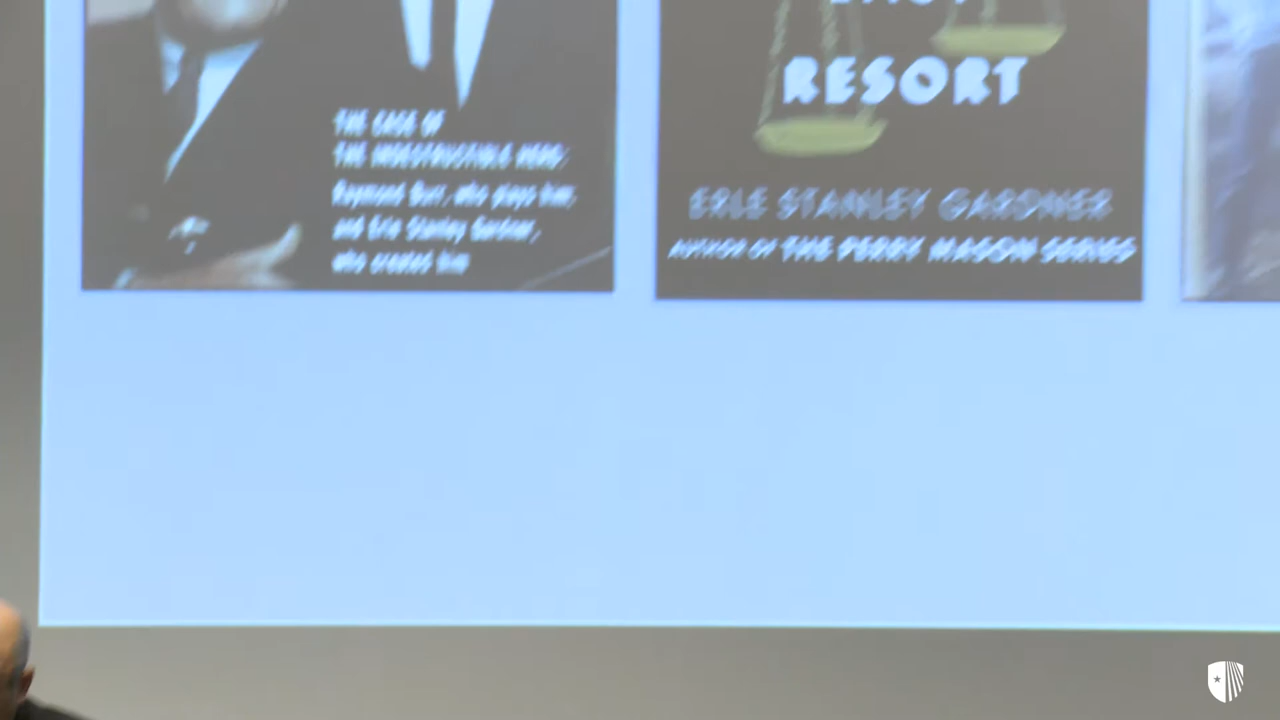 THE CASE OF
THE INDESTRUCTIBLE HERO:
Raymond Burr, who plays him,
and Erle Stanley Gardner,
who created him
RESORT
ERLE STANLEY GARDNER
AUTHOR OF THE PERRY MASON SERIES